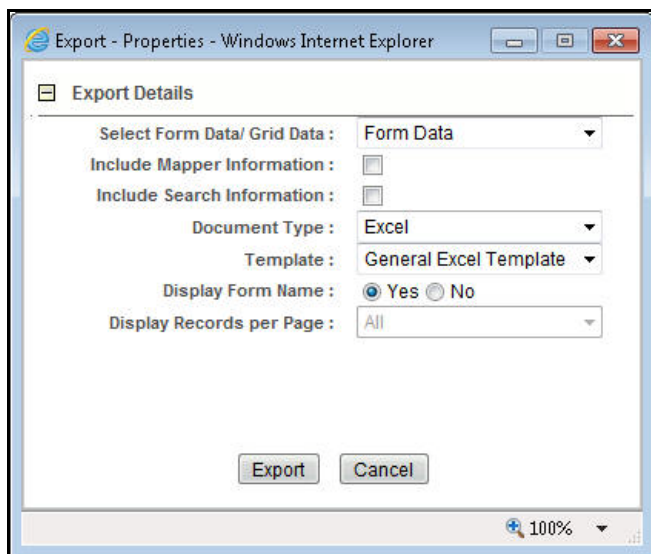 Export - Properties - Windows Internet Explorer
Export Details
Select Form Data/ Grid Data : Form Data
Include Mapper Information :
Include Search Information :
Document Type : Excel
Template : General Excel Template
Display Form Name : Yes No
Display Records per Page : All
Export Cancel
100%